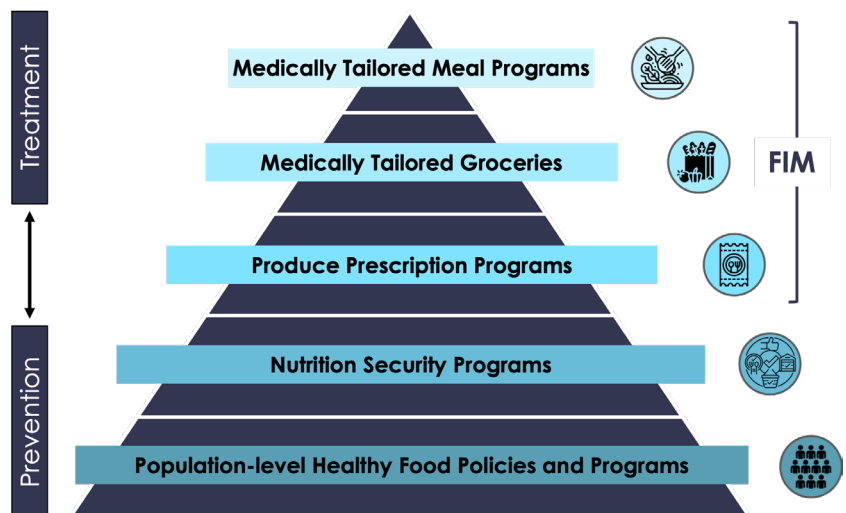 Treatment
Medically Tailored Meal Programs
Medically Tailored Groceries
FIM
Produce Prescription Programs
Prevention
Nutrition Security Programs
Population-level Healthy Food Policies and Programs